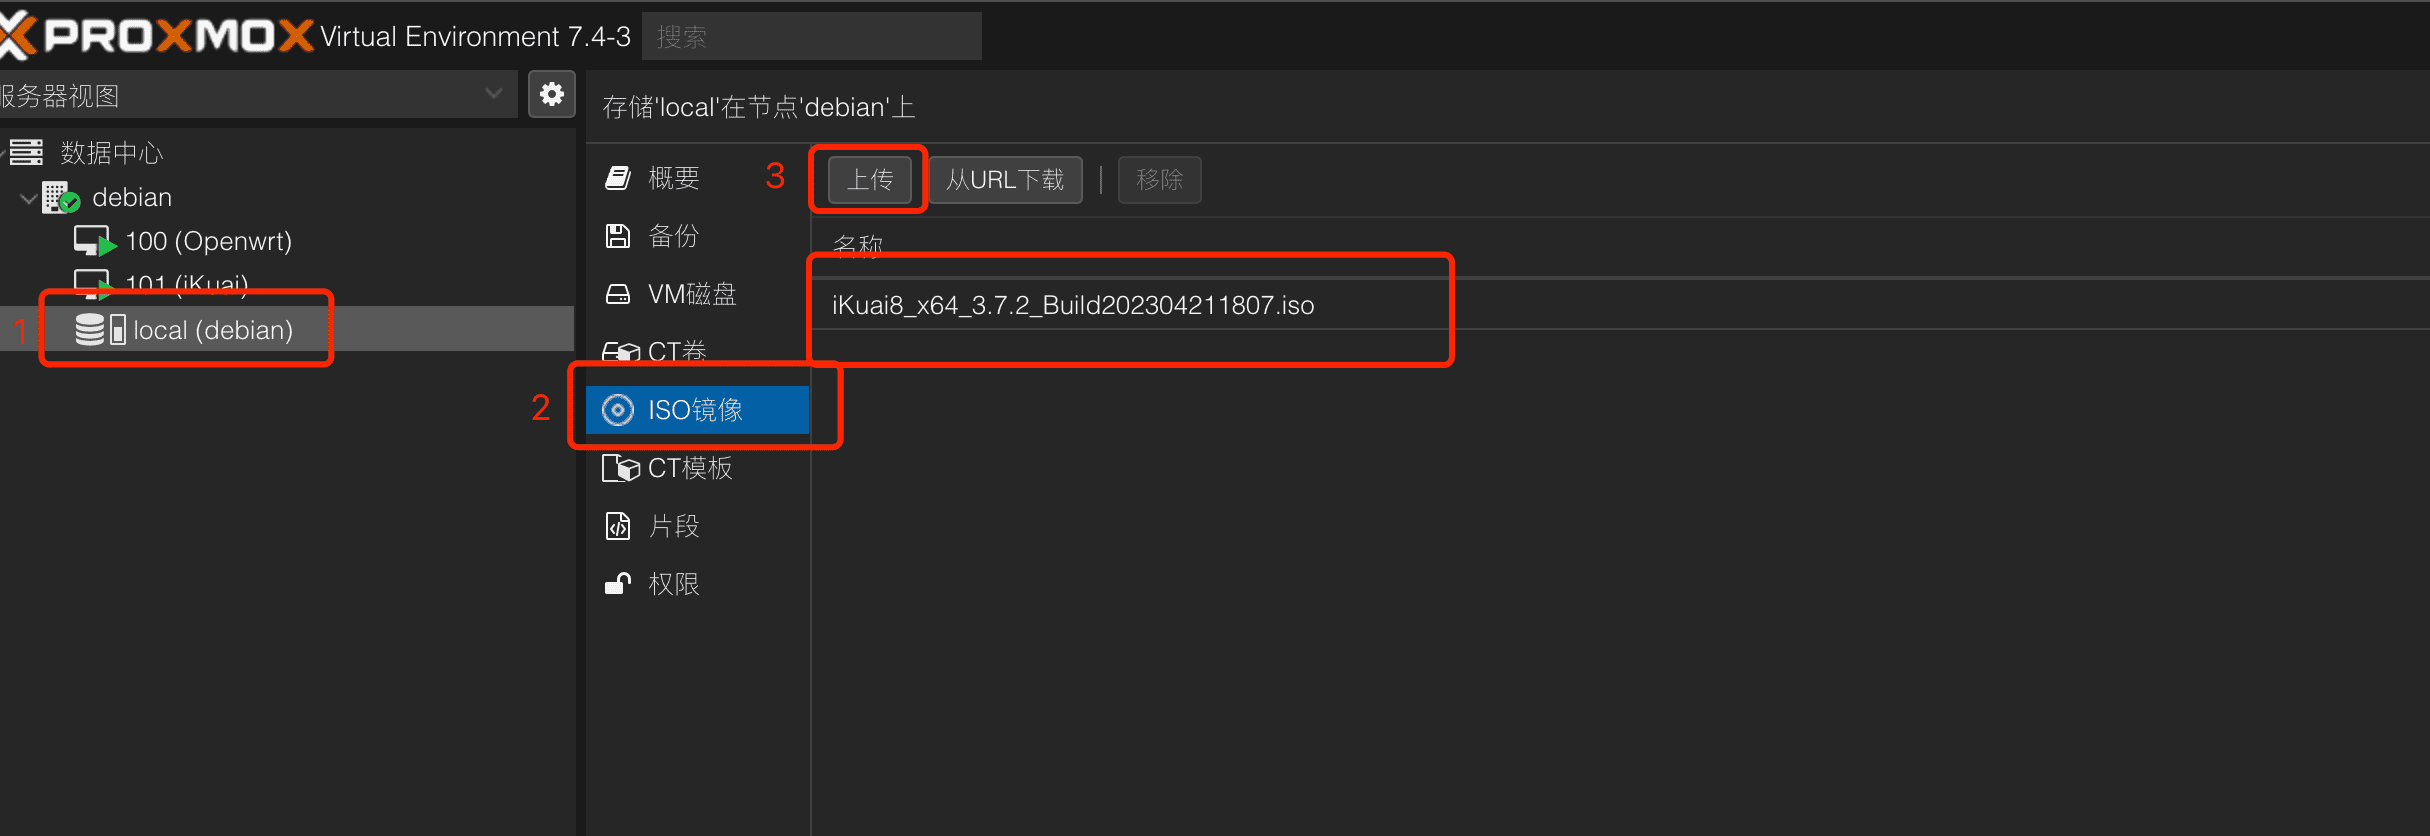 PROXMOX Virtual Environment 7.4-3 搜索
服务器视图
存储'local'在节点'debian'上
数据中心
debian
100 (Openwrt)
101 (iKuai)
1 local (debian)
概要
备份
VM磁盘
CT卷
2 ISO镜像
CT模板
片段
权限
3 上传 从URL下载 移除
名称
iKuai8_x64_3.7.2_Build202304211807.iso